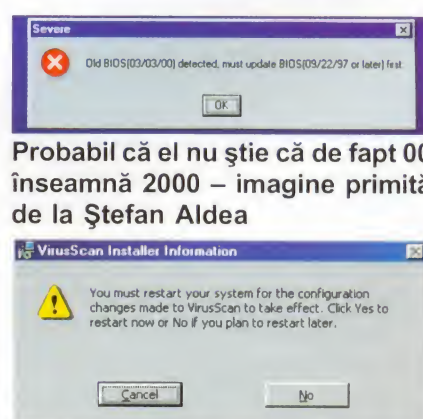 Severe
Old BIOS(03/03/00) detected, must update BIOS(09/22/97 or later) first.
OK
Probabil că el nu ştie că de fapt 00
înseamnă 2000 – imagine primită
de la Ştefan Aldea
VirusScan Installer Information
You must restart your system for the configuration
changes made to VirusScan to take effect. Click Yes to
restart now or No if you plan to restart later.
Cancel
No